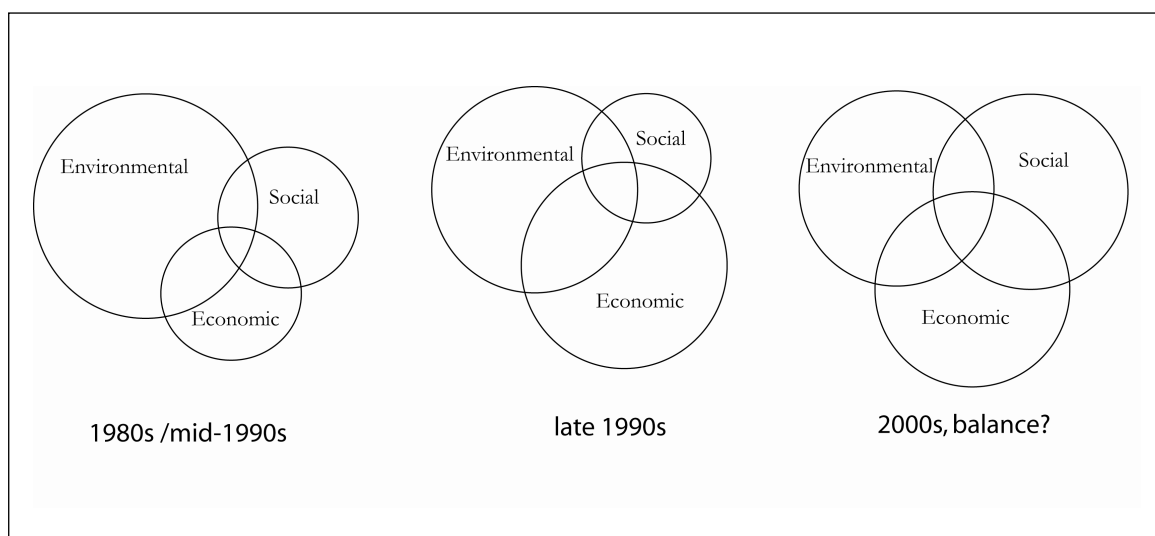 Environmental
Social
Economic
1980s /mid-1990s
Environmental
Social
Economic
late 1990s
Environmental
Social
Economic
2000s, balance?